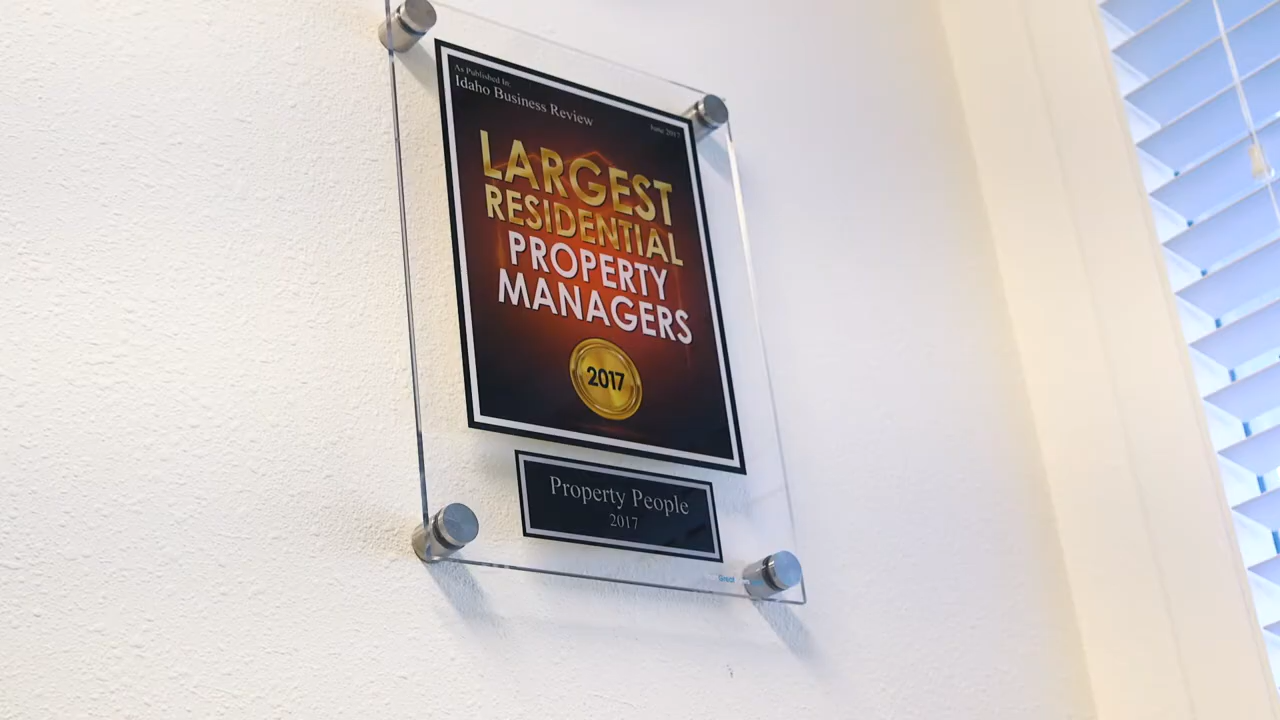 As Published In:
Idaho Business Review
June 2017
LARGEST
RESIDENTIAL
PROPERTY
MANAGERS
2017
Property People
2017